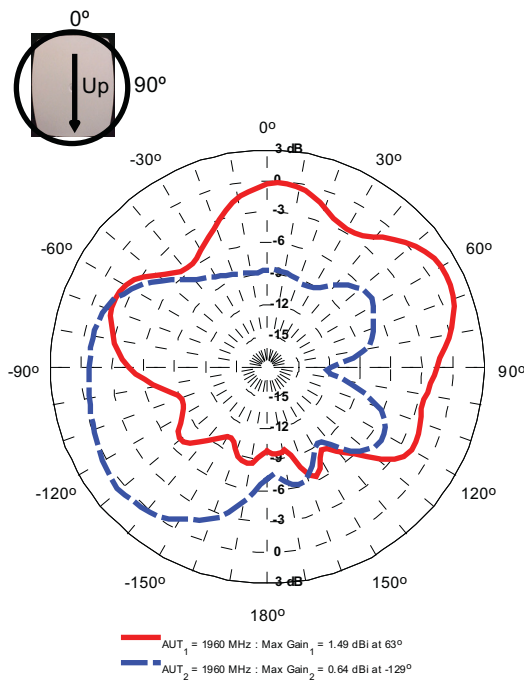 0º
Up
90º
0º
3 dB
-30º
30º
0
-3
-60º
60º
-6
-9
-12
-15
-90º
90º
-15
-12
-9
-120º
120º
-6
-3
0
-150º
150º
3 dB
180º
AUT1 = 1960 MHz : Max Gain1 = 1.49 dBi at 63º
AUT2 = 1960 MHz : Max Gain2 = 0.64 dBi at -129º